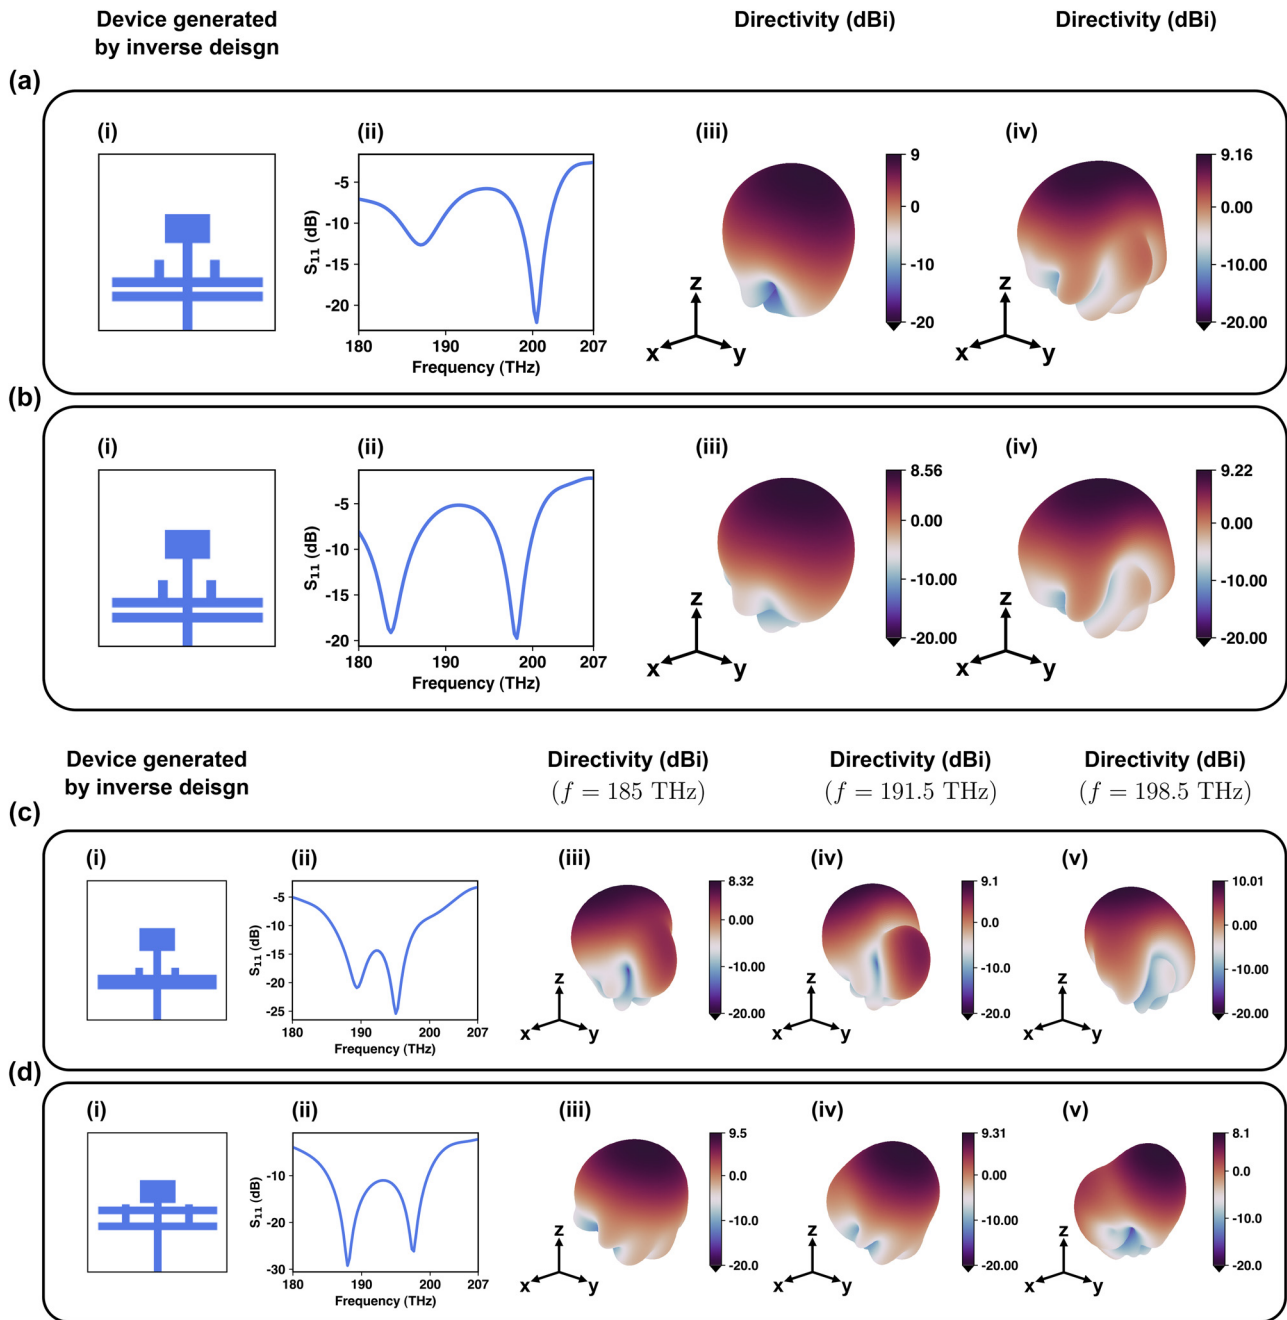 Device generated
by inverse deisgn
Directivity (dBi)
Directivity (dBi)
(a)
(i)
(ii)
(iii)
(iv)
S11 (dB)
-5
-10
-15
-20
180
190
200
207
Frequency (THz)
9
0
-10
-20
z
x
y
9.16
0.00
-10.00
-20.00
z
x
y
(b)
(i)
(ii)
(iii)
(iv)
S11 (dB)
-5
-10
-15
-20
180
190
200
207
Frequency (THz)
8.56
0.00
-10.00
-20.00
z
x
y
9.22
0.00
-10.00
-20.00
z
x
y
Device generated
by inverse deisgn
Directivity (dBi)
(f = 185 THz)
Directivity (dBi)
(f = 191.5 THz)
Directivity (dBi)
(f = 198.5 THz)
(c)
(i)
(ii)
(iii)
(iv)
(v)
S11 (dB)
-5
-10
-15
-20
-25
180
190
200
207
Frequency (THz)
8.32
0.00
-10.00
-20.00
z
x
y
9.1
0.0
-10.0
-20.0
z
x
y
10.01
0.00
-10.00
-20.00
z
x
y
(d)
(i)
(ii)
(iii)
(iv)
(v)
S11 (dB)
-10
-20
-30
180
190
200
207
Frequency (THz)
9.5
0.0
-10.0
-20.0
z
x
y
9.31
0.00
-10.00
-20.00
z
x
y
8.1
0.0
-10.0
-20.0
z
x
y